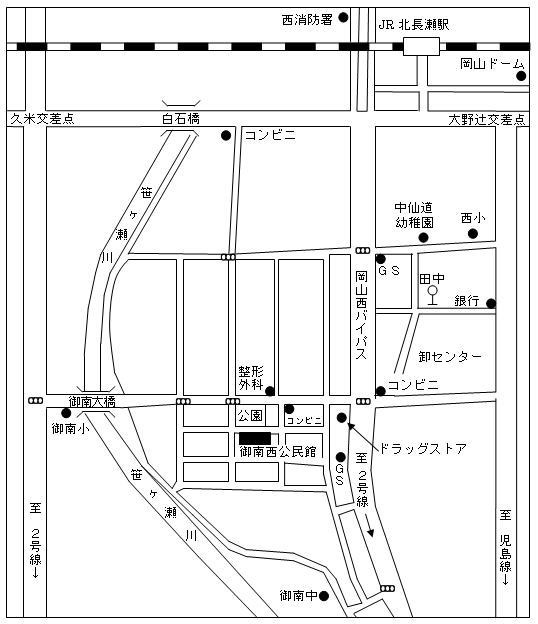 西消防署
JR 北長瀬駅
岡山ドーム
久米交差点
白石橋
大野辻交差点
コンビニ
笹ヶ瀬川
中仙道
幼稚園
西小
GS
田中
岡山西バイパス
銀行
卸センター
整形
外科
コンビニ
御南大橋
公園
コンビニ
御南小
御南西公民館
ドラッグストア
GS
至 2号線
笹ヶ瀬川
至 2号線↓
至 児島線↓
御南中